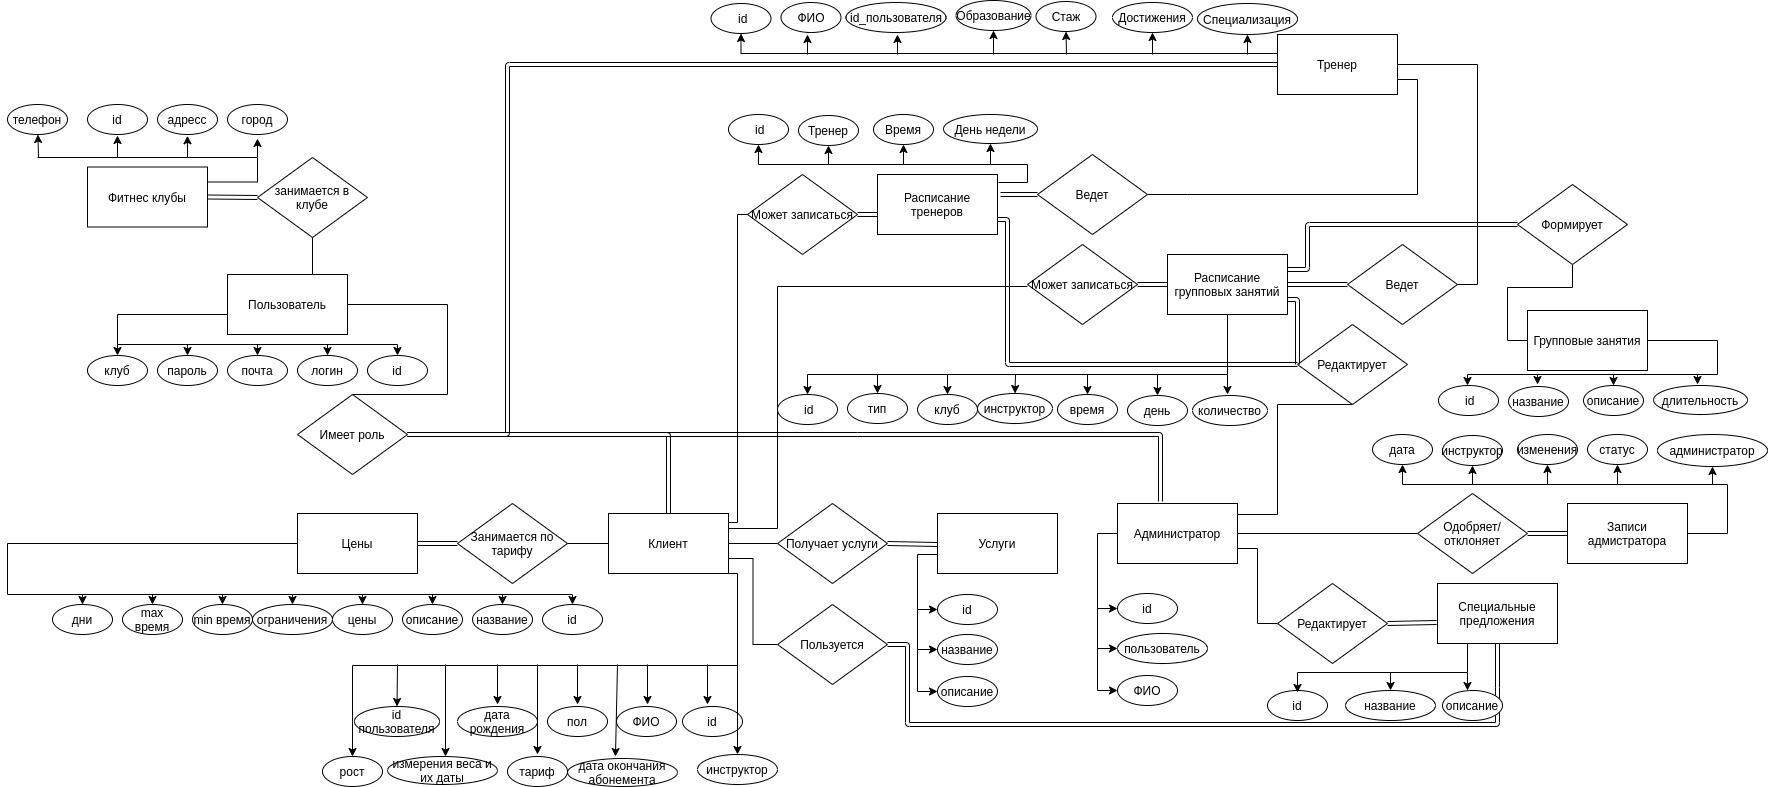 id
ФИО
id_пользователя
Образование
Стаж
Достижения
Специализация
Тренер
телефон
id
адресс
город
id
Тренер
Время
День недели
Фитнес клубы
занимается в
клубе
Может записаться
Расписание
тренеров
Ведет
Формирует
Пользователь
Может записаться
Расписание
групповых занятий
Ведет
Групповые занятия
Редактирует
клуб
пароль
почта
логин
id
id
тип
клуб
инструктор
время
день
количество
id
название
описание
длительность
Имеет роль
дата
инструктор
изменения
статус
администратор
Цены
Занимается по
тарифу
Клиент
Получает услуги
Услуги
Администратор
Одобряет/
отклоняет
Записи
адмистратора
дни
max
время
min время
ограничения
цены
описание
название
id
Пользуется
id
название
описание
id
пользователь
ФИО
Редактирует
Специальные
предложения
id
название
описание
id
пользователя
дата
рождения
пол
ФИО
id
рост
измерения веса и
их даты
тариф
дата окончания
абонемента
инструктор